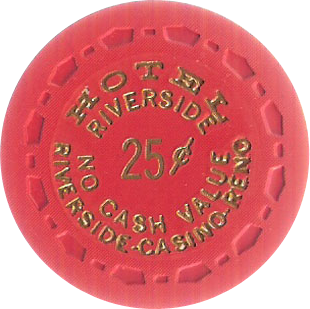 HOTEL
RIVERSIDE
25¢
NO CASH VALUE
RIVERSIDE-CASINO-RENO